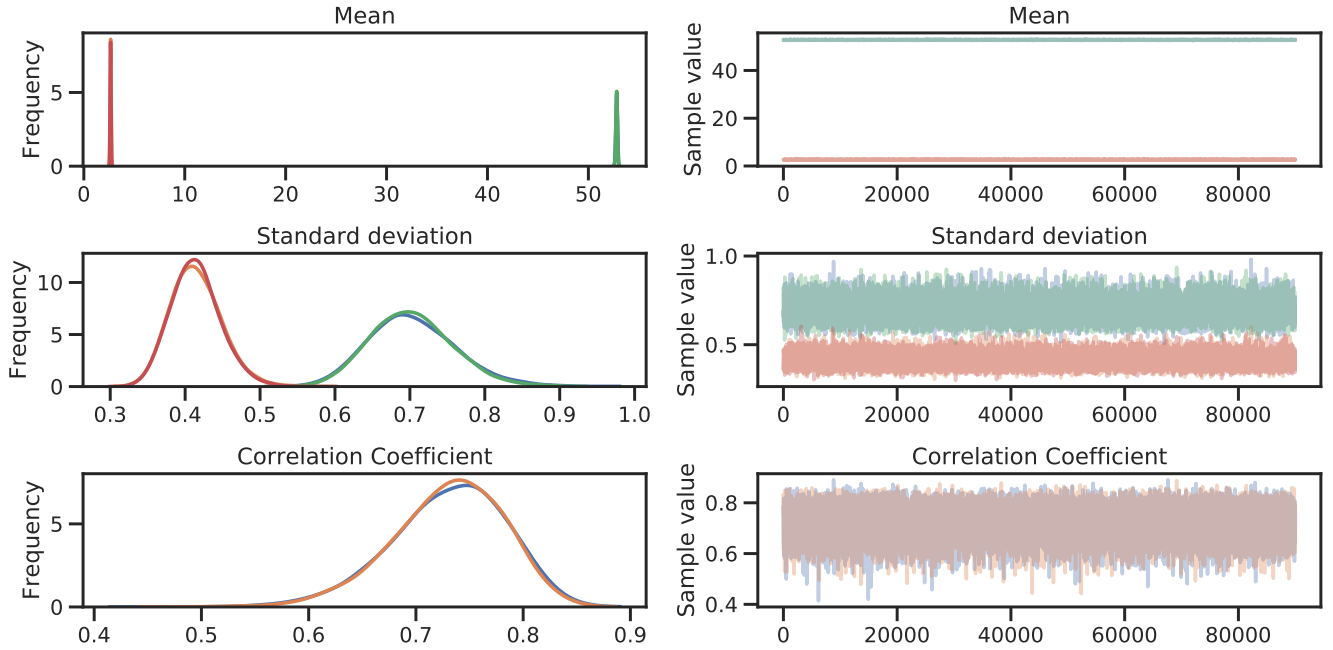 Mean
Frequency
5
0
0 10 20 30 40 50
Mean
Sample value
40
20
0
0 20000 40000 60000 80000
Standard deviation
Frequency
10
5
0
0.3 0.4 0.5 0.6 0.7 0.8 0.9 1.0
Standard deviation
Sample value
1.0
0.5
0 20000 40000 60000 80000
Correlation Coefficient
Frequency
5
0
0.4 0.5 0.6 0.7 0.8 0.9
Correlation Coefficient
Sample value
0.8
0.6
0.4
0 20000 40000 60000 80000